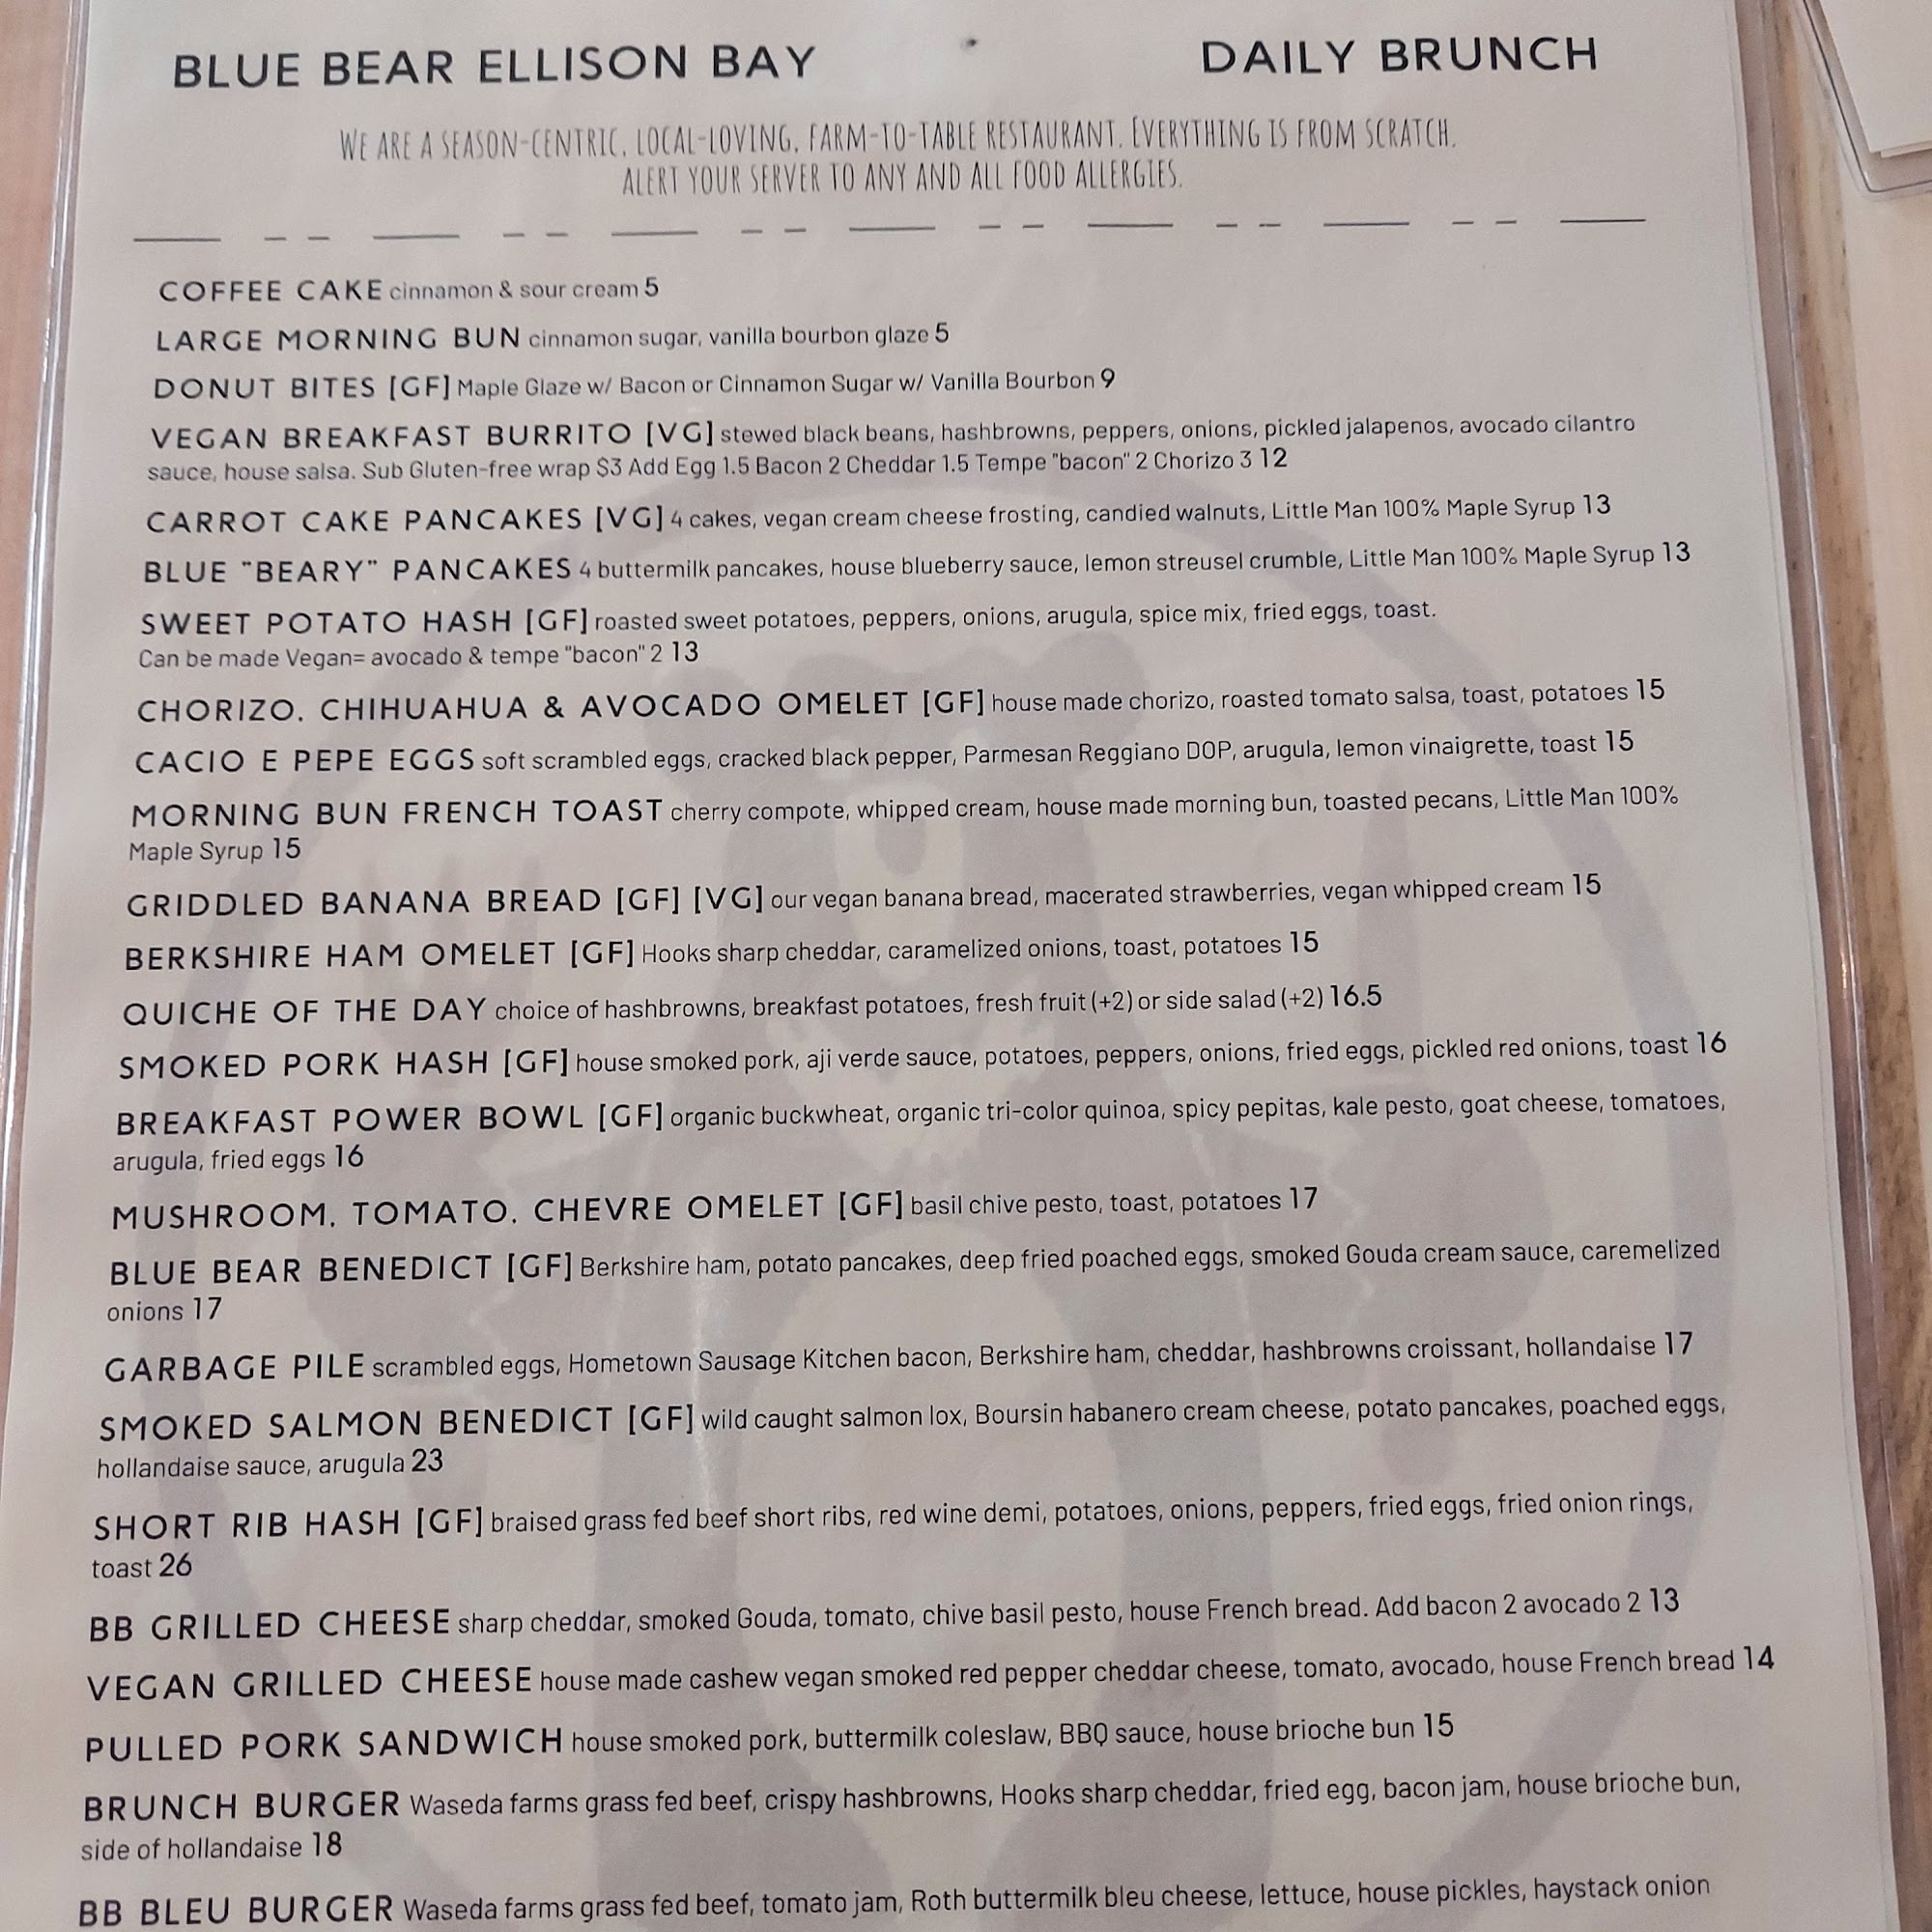 BLUE BEAR ELLISON BAY DAILY BRUNCH
WE ARE A SEASON-CENTRIC, LOCAL-LOVING, FARM-TO-TABLE RESTAURANT. EVERYTHING IS FROM SCRATCH.
ALERT YOUR SERVER TO ANY AND ALL FOOD ALLERGIES.
COFFEE CAKE cinnamon & sour cream 5
LARGE MORNING BUN cinnamon sugar, vanilla bourbon glaze 5
DONUT BITES [GF] Maple Glaze w/ Bacon or Cinnamon Sugar w/ Vanilla Bourbon 9
VEGAN BREAKFAST BURRITO [VG] stewed black beans, hashbrowns, peppers, onions, pickled jalapenos, avocado cilantro
sauce, house salsa. Sub Gluten-free wrap $3 Add Egg 1.5 Bacon 2 Cheddar 1.5 Tempe "bacon" 2 Chorizo 3 12
CARROT CAKE PANCAKES [VG] 4 cakes, vegan cream cheese frosting, candied walnuts, Little Man 100% Maple Syrup 13
BLUE "BEARY" PANCAKES 4 buttermilk pancakes, house blueberry sauce, lemon streusel crumble, Little Man 100% Maple Syrup 13
SWEET POTATO HASH [GF] roasted sweet potatoes, peppers, onions, arugula, spice mix, fried eggs, toast.
Can be made Vegan= avocado & tempe "bacon" 2 13
CHORIZO, CHIHUAHUA & AVOCADO OMELET [GF] house made chorizo, roasted tomato salsa, toast, potatoes 15
CACIO E PEPE EGGS soft scrambled eggs, cracked black pepper, Parmesan Reggiano DOP, arugula, lemon vinaigrette, toast 15
MORNING BUN FRENCH TOAST cherry compote, whipped cream, house made morning bun, toasted pecans, Little Man 100%
Maple Syrup 15
GRIDDLED BANANA BREAD [GF] [VG] our vegan banana bread, macerated strawberries, vegan whipped cream 15
BERKSHIRE HAM OMELET [GF] Hooks sharp cheddar, caramelized onions, toast, potatoes 15
QUICHE OF THE DAY choice of hashbrowns, breakfast potatoes, fresh fruit (+2) or side salad (+2) 16.5
SMOKED PORK HASH [GF] house smoked pork, aji verde sauce, potatoes, peppers, onions, fried eggs, pickled red onions, toast 16
BREAKFAST POWER BOWL [GF] organic buckwheat, organic tri-color quinoa, spicy pepitas, kale pesto, goat cheese, tomatoes,
arugula, fried eggs 16
MUSHROOM, TOMATO, CHEVRE OMELET [GF] basil chive pesto, toast, potatoes 17
BLUE BEAR BENEDICT [GF] Berkshire ham, potato pancakes, deep fried poached eggs, smoked Gouda cream sauce, caremelized
onions 17
GARBAGE PILE scrambled eggs, Hometown Sausage Kitchen bacon, Berkshire ham, cheddar, hashbrowns croissant, hollandaise 17
SMOKED SALMON BENEDICT [GF] wild caught salmon lox, Boursin habanero cream cheese, potato pancakes, poached eggs,
hollandaise sauce, arugula 23
SHORT RIB HASH [GF] braised grass fed beef short ribs, red wine demi, potatoes, onions, peppers, fried eggs, fried onion rings,
toast 26
BB GRILLED CHEESE sharp cheddar, smoked Gouda, tomato, chive basil pesto, house French bread. Add bacon 2 avocado 2 13
VEGAN GRILLED CHEESE house made cashew vegan smoked red pepper cheddar cheese, tomato, avocado, house French bread 14
PULLED PORK SANDWICH house smoked pork, buttermilk coleslaw, BBQ sauce, house brioche bun 15
BRUNCH BURGER Waseda farms grass fed beef, crispy hashbrowns, Hooks sharp cheddar, fried egg, bacon jam, house brioche bun,
side of hollandaise 18
BB BLEU BURGER Waseda farms grass fed beef, tomato jam, Roth buttermilk bleu cheese, lettuce, house pickles, haystack onion